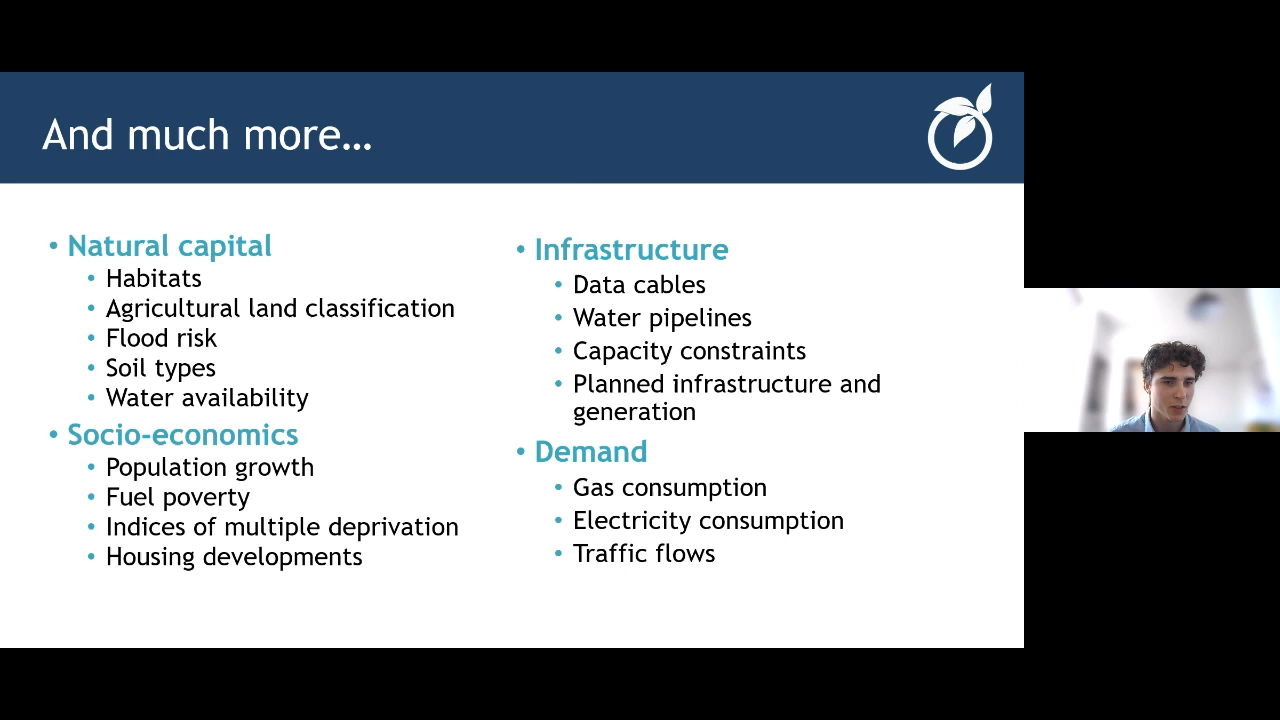 And much more...
• Natural capital
• Habitats
• Agricultural land classification
• Flood risk
• Soil types
• Water availability
• Socio-economics
• Population growth
• Fuel poverty
• Indices of multiple deprivation
• Housing developments
• Infrastructure
• Data cables
• Water pipelines
• Capacity constraints
• Planned infrastructure and
generation
• Demand
• Gas consumption
• Electricity consumption
• Traffic flows